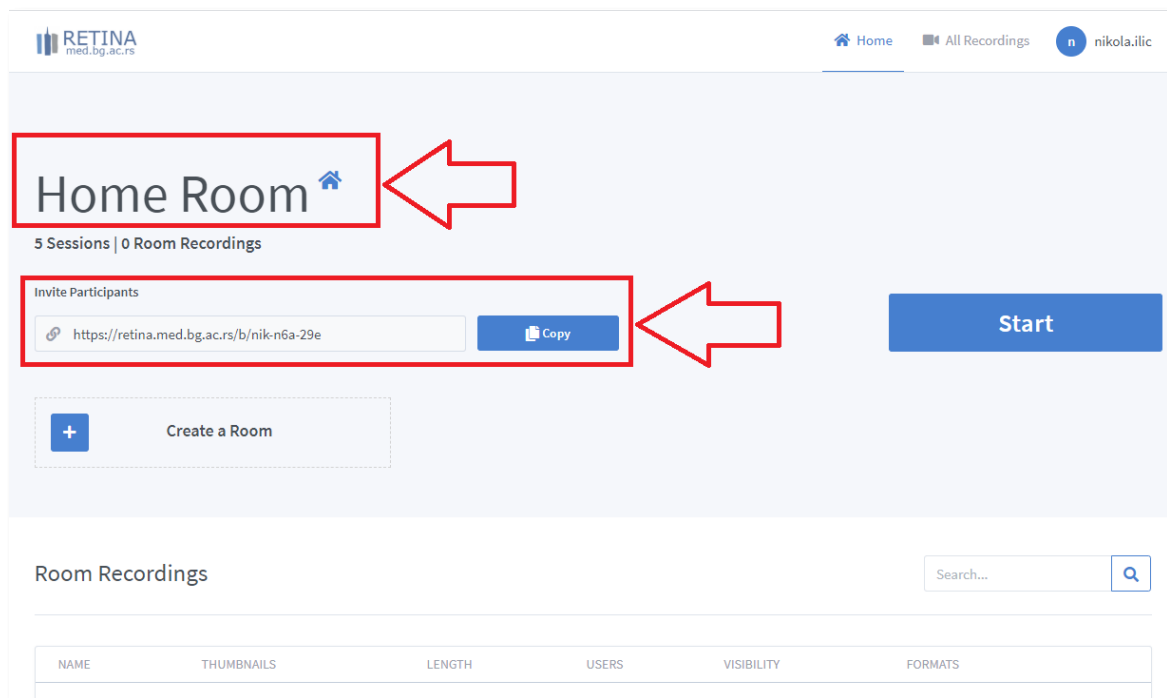 RETINA
med.bg.ac.rs
Home All Recordings n nikola.ilic
Home Room
5 Sessions | 0 Room Recordings
Invite Participants
https://retina.med.bg.ac.rs/b/nik-n6a-29e Copy Start
+ Create a Room
Room Recordings Search...
NAME THUMBNAILS LENGTH USERS VISIBILITY FORMATS